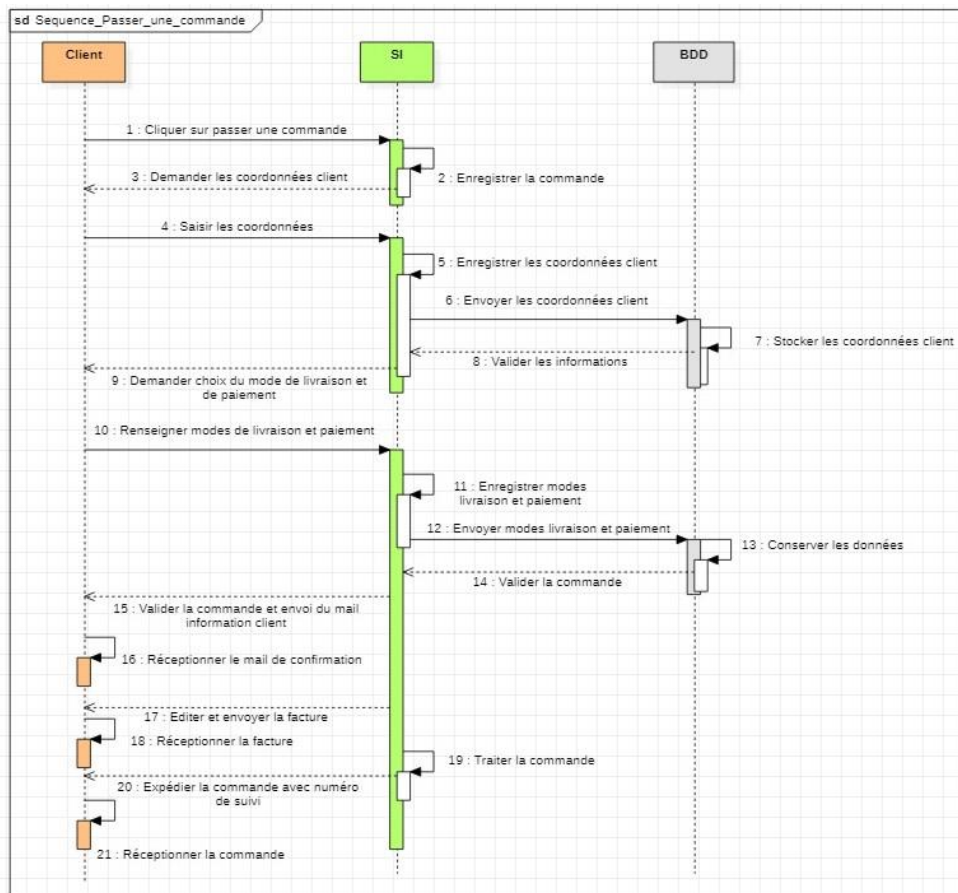 sd Sequence_Passer_une_commande
Client
SI
BDD
1 : Cliquer sur passer une commande
2 : Enregistrer la commande
3 : Demander les coordonnées client
4 : Saisir les coordonnées
5 : Enregistrer les coordonnées client
6 : Envoyer les coordonnées client
7 : Stocker les coordonnées client
8 : Valider les informations
9 : Demander choix du mode de livraison et
de paiement
10 : Renseigner modes de livraison et paiement
11 : Enregistrer modes
livraison et paiement
12 : Envoyer modes livraison et paiement
13 : Conserver les données
14 : Valider la commande
15 : Valider la commande et envoi du mail
information client
16 : Réceptionner le mail de confirmation
17 : Editer et envoyer la facture
18 : Réceptionner la facture
19 : Traiter la commande
20 : Expédier la commande avec numéro
de suivi
21 : Réceptionner la commande